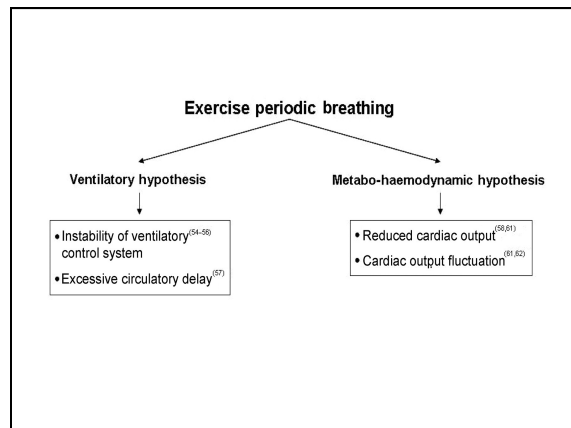 Exercise periodic breathing
Ventilatory hypothesis
• Instability of ventilatory(54-56)
control system
• Excessive circulatory delay(57)
Metabo-haemodynamic hypothesis
• Reduced cardiac output(58,61)
• Cardiac output fluctuation(61,62)